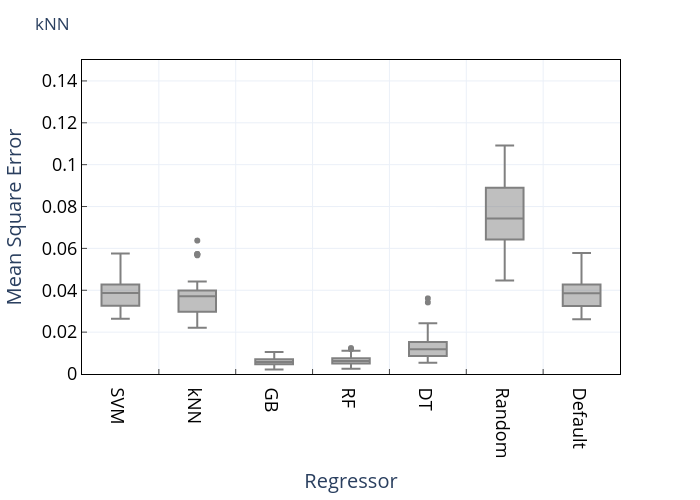 kNN
Mean Square Error
0.14
0.12
0.1
0.08
0.06
0.04
0.02
0
SVM
kNN
GB
RF
DT
Random
Default
Regressor